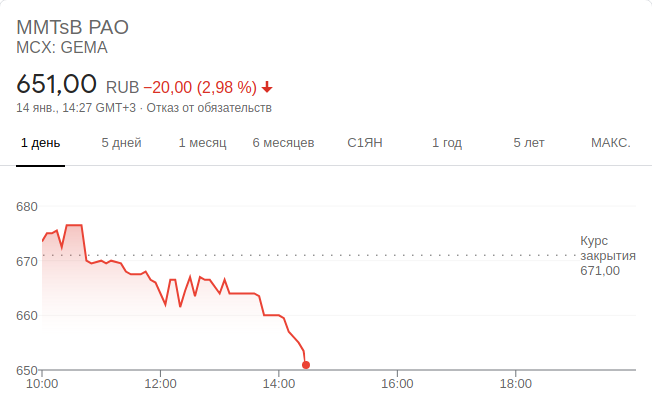 MMTsB PAO
MCX: GEMA
651,00 RUB −20,00 (2,98 %)
14 янв., 14:27 GMT+3 · Отказ от обязательств
1 день 5 дней 1 месяц 6 месяцев С1ЯН 1 год 5 лет МАКС.
680
Курс
закрытия
671,00
670
660
650
10:00 12:00 14:00 16:00 18:00